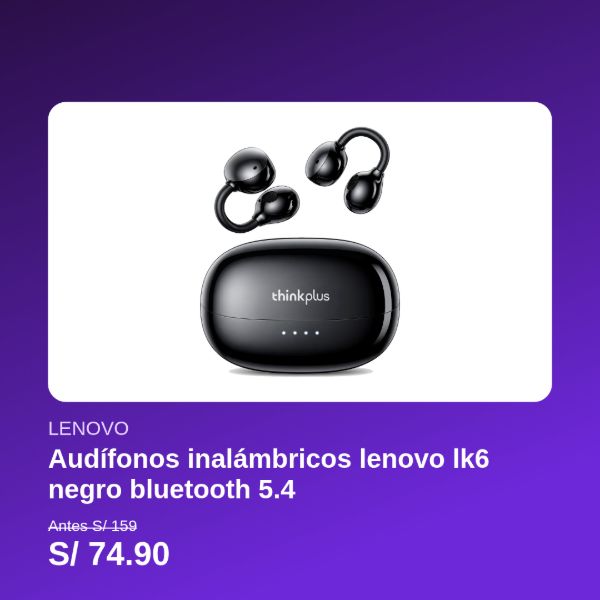 thinkplus
LENOVO
Audífonos inalámbricos lenovo lk6
negro bluetooth 5.4
Antes S/ 159
S/ 74.90